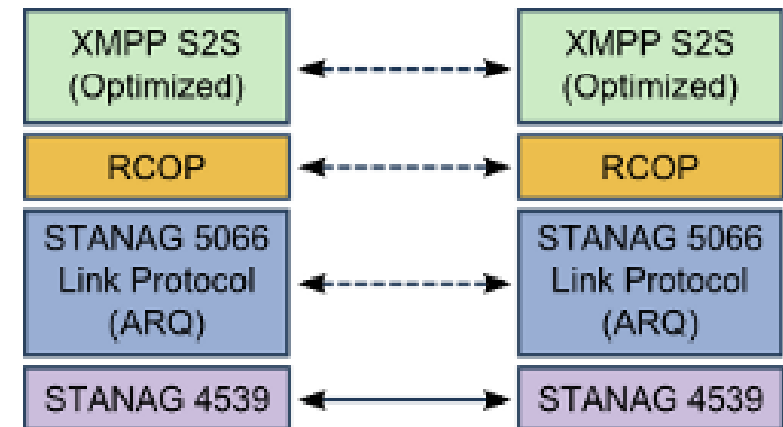 XMPP S2S
(Optimized)
XMPP S2S
(Optimized)
RCOP
RCOP
STANAG 5066
Link Protocol
(ARQ)
STANAG 5066
Link Protocol
(ARQ)
STANAG 4539
STANAG 4539